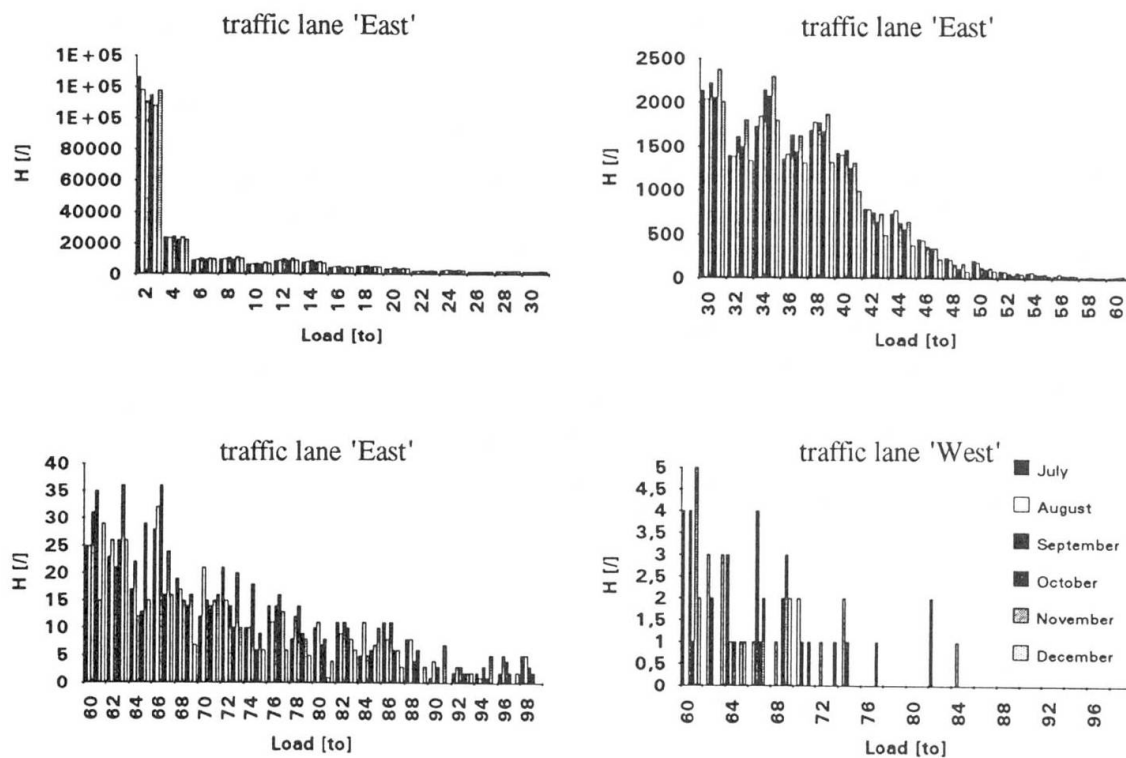 traffic lane 'East'
1E+05
1E+05
1E+05
80000
60000
40000
20000
0
H [/]
2 4 6 8 10 12 14 16 18 20 22 24 26 28 30
Load [to]
traffic lane 'East'
2500
2000
1500
1000
500
0
H [/]
30 32 34 36 38 40 42 44 46 48 50 52 54 56 58 60
Load [to]
traffic lane 'East'
40
35
30
25
20
15
10
5
0
H [/]
60 62 64 66 68 70 72 74 76 78 80 82 84 86 88 90 92 94 96 98
Load [to]
traffic lane 'West'
5
4,5
4
3,5
3
2,5
2
1,5
1
0,5
0
H [/]
60 64 68 72 76 80 84 88 92 96
Load [to]
July
August
September
October
November
December